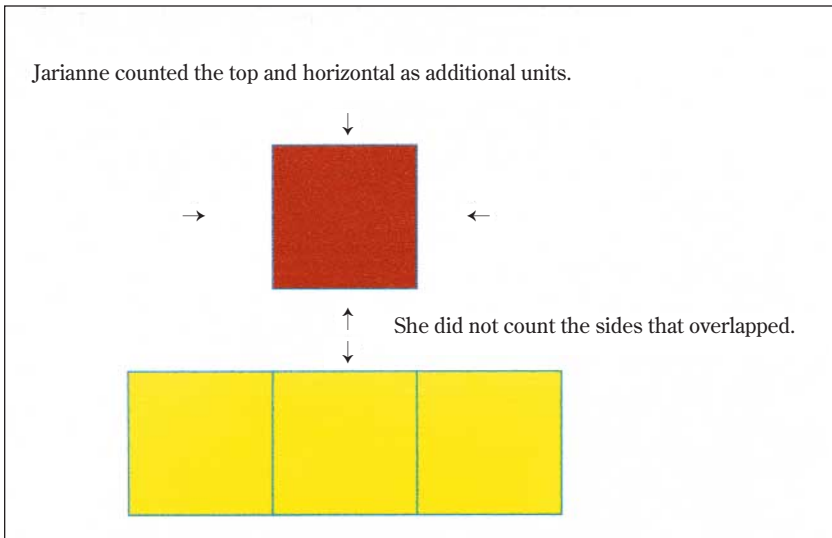 Jarianne counted the top and horizontal as additional units.
She did not count the sides that overlapped.